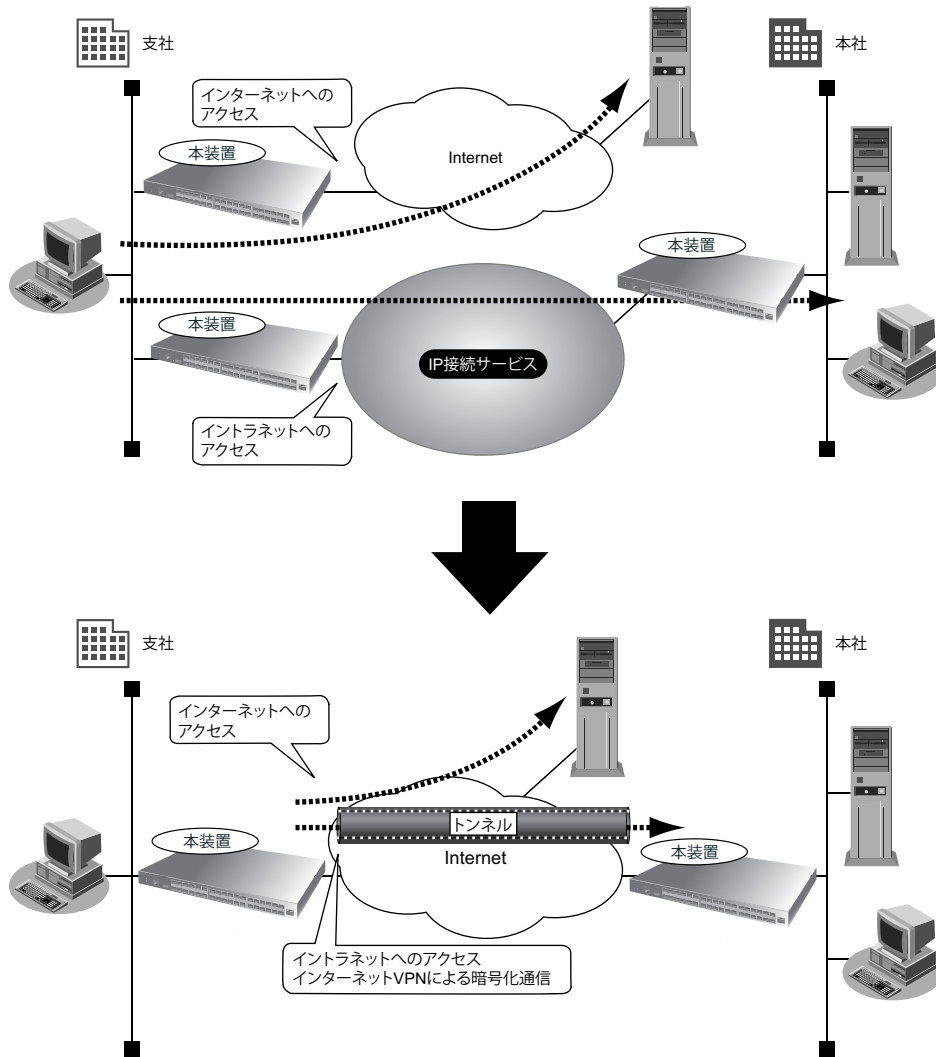 支社
本社
インターネットへの
アクセス
本装置
Internet
本装置
本装置
IP接続サービス
イントラネットへの
アクセス
支社
本社
インターネットへの
アクセス
トンネル
本装置
Internet
本装置
イントラネットへのアクセス
インターネットVPNによる暗号化通信